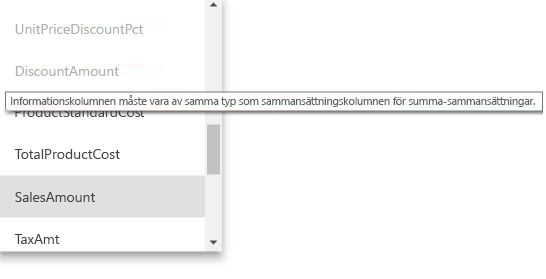 UnitPriceDiscountPct
DiscountAmount
Informationskolumnen måste vara av samma typ som sammansättningskolumnen för summa-sammansättningar.
ProductStandardCost
TotalProductCost
SalesAmount
TaxAmt